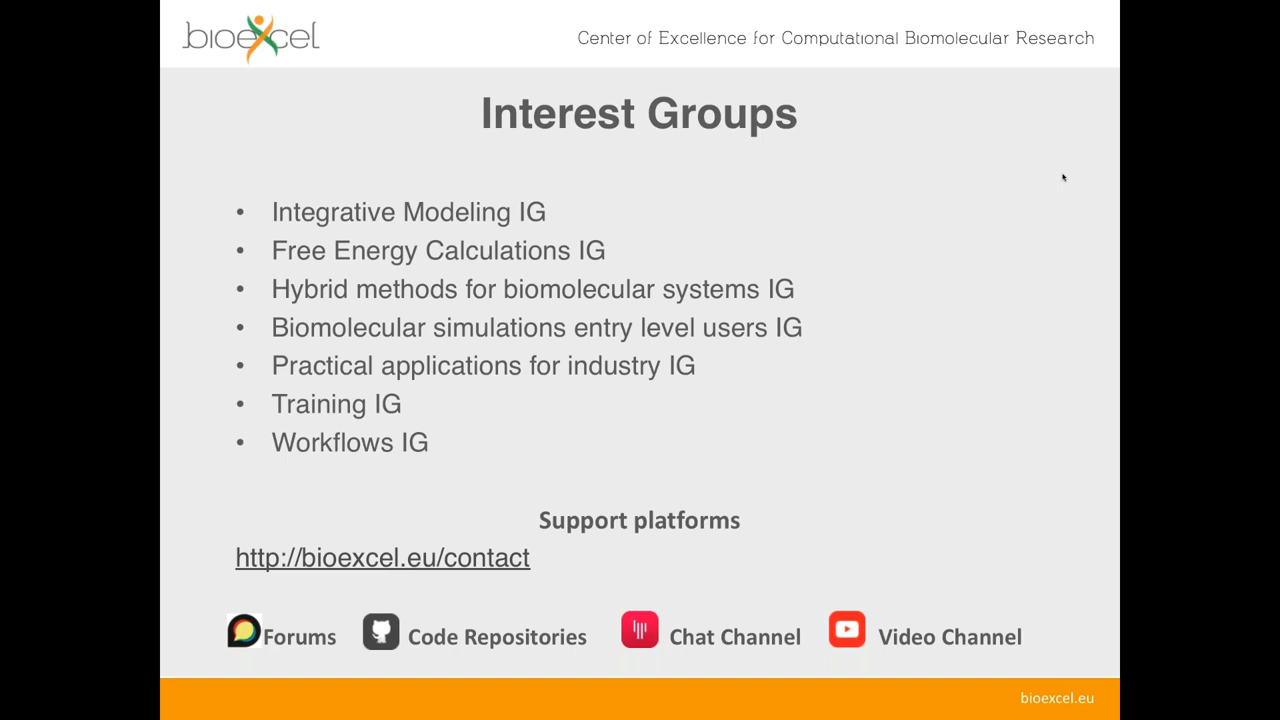 bioexcel
Center of Excellence for Computational Biomolecular Research
Interest Groups
• Integrative Modeling IG
• Free Energy Calculations IG
• Hybrid methods for biomolecular systems IG
• Biomolecular simulations entry level users IG
• Practical applications for industry IG
• Training IG
• Workflows IG
Support platforms
http://bioexcel.eu/contact
Forums Code Repositories Chat Channel Video Channel
bioexcel.eu